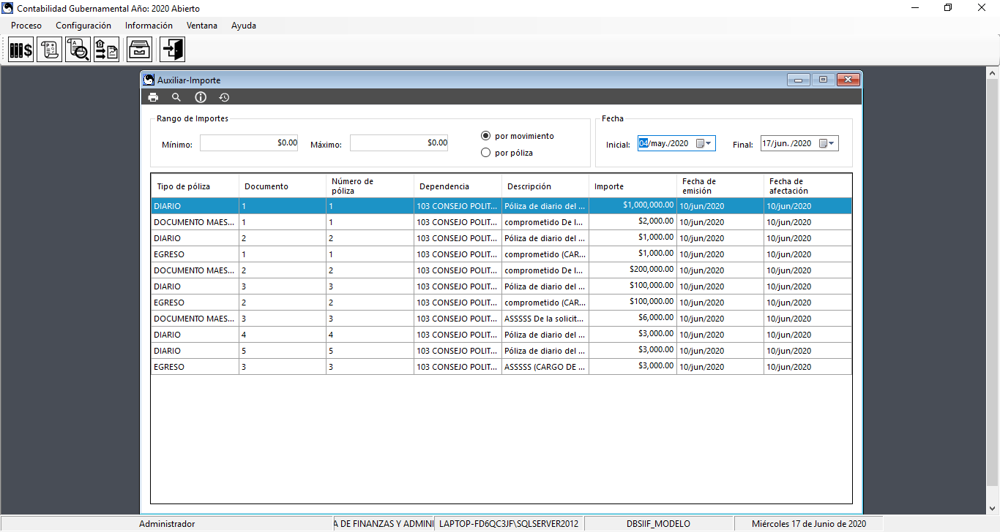 Contabilidad Gubernamental Año: 2020 Abierto
Proceso Configuración Información Ventana Ayuda
Auxiliar-Importe
Rango de Importes
Mínimo: $0.00 Máximo: $0.00
por movimiento
por póliza
Fecha
Inicial: 04/may./2020 Final: 17/jun. /2020
Tipo de póliza Documento Número de póliza Dependencia Descripción Importe Fecha de emisión Fecha de afectación
DIARIO 1 1 103 CONSEJO POLIT... Póliza de diario del ... $1,000,000.00 10/jun/2020 10/jun/2020
DOCUMENTO MAES... 1 1 103 CONSEJO POLIT... comprometido De l... $2,000.00 10/jun/2020 10/jun/2020
DIARIO 2 2 103 CONSEJO POLIT... Póliza de diario del ... $1,000.00 10/jun/2020 10/jun/2020
EGRESO 1 1 103 CONSEJO POLIT... comprometido (CAR... $1,000.00 10/jun/2020 10/jun/2020
DOCUMENTO MAES... 2 2 103 CONSEJO POLIT... comprometido De l... $200,000.00 10/jun/2020 10/jun/2020
DIARIO 3 3 103 CONSEJO POLIT... Póliza de diario del ... $100,000.00 10/jun/2020 10/jun/2020
EGRESO 2 2 103 CONSEJO POLIT... comprometido (CAR... $100,000.00 10/jun/2020 10/jun/2020
DOCUMENTO MAES... 3 3 103 CONSEJO POLIT... ASSSSS De la solicit... $6,000.00 10/jun/2020 10/jun/2020
DIARIO 4 4 103 CONSEJO POLIT... Póliza de diario del ... $3,000.00 10/jun/2020 10/jun/2020
DIARIO 5 5 103 CONSEJO POLIT... Póliza de diario del ... $3,000.00 10/jun/2020 10/jun/2020
EGRESO 3 3 103 CONSEJO POLIT... ASSSSS (CARGO DE ... $3,000.00 10/jun/2020 10/jun/2020
Administrador A DE FINANZAS Y ADMINI LAPTOP-FD6QC3JF\SQLSERVER2012 DBSIIF_MODELO Miércoles 17 de Junio de 2020